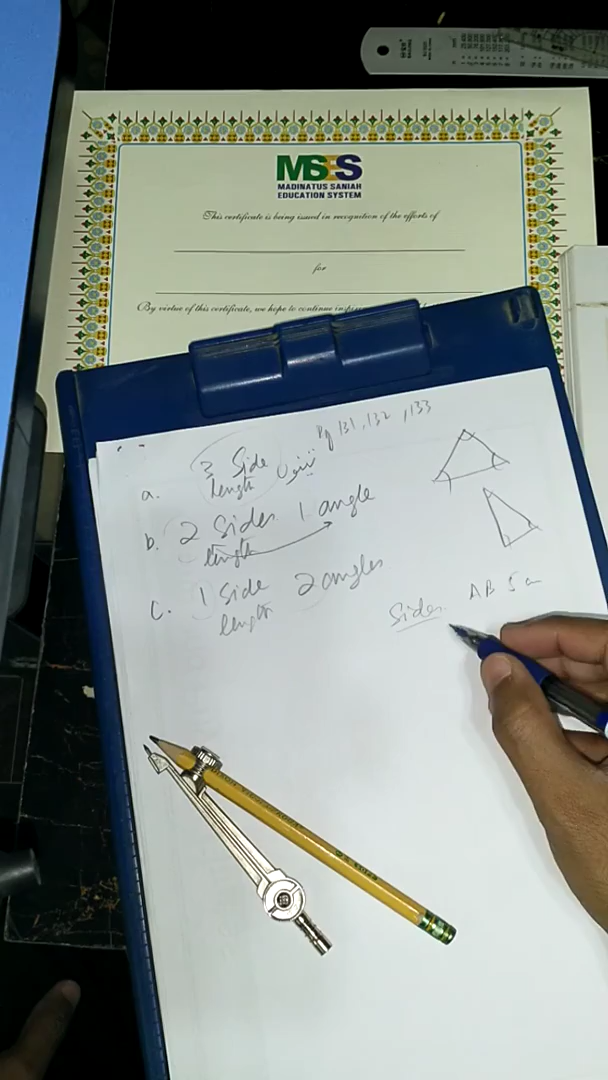 MSES
MADINATUS SANIAH
EDUCATION SYSTEM
This certificate is being issued in recognition of the efforts of
for
By virtue of this certificate, we hope to continue
Pg 131, 132, 133
a. 3 Side
length تینوں
b. 2 Sides 1 angle
length
c. 1 Side 2 angles
length
Sides AB 5